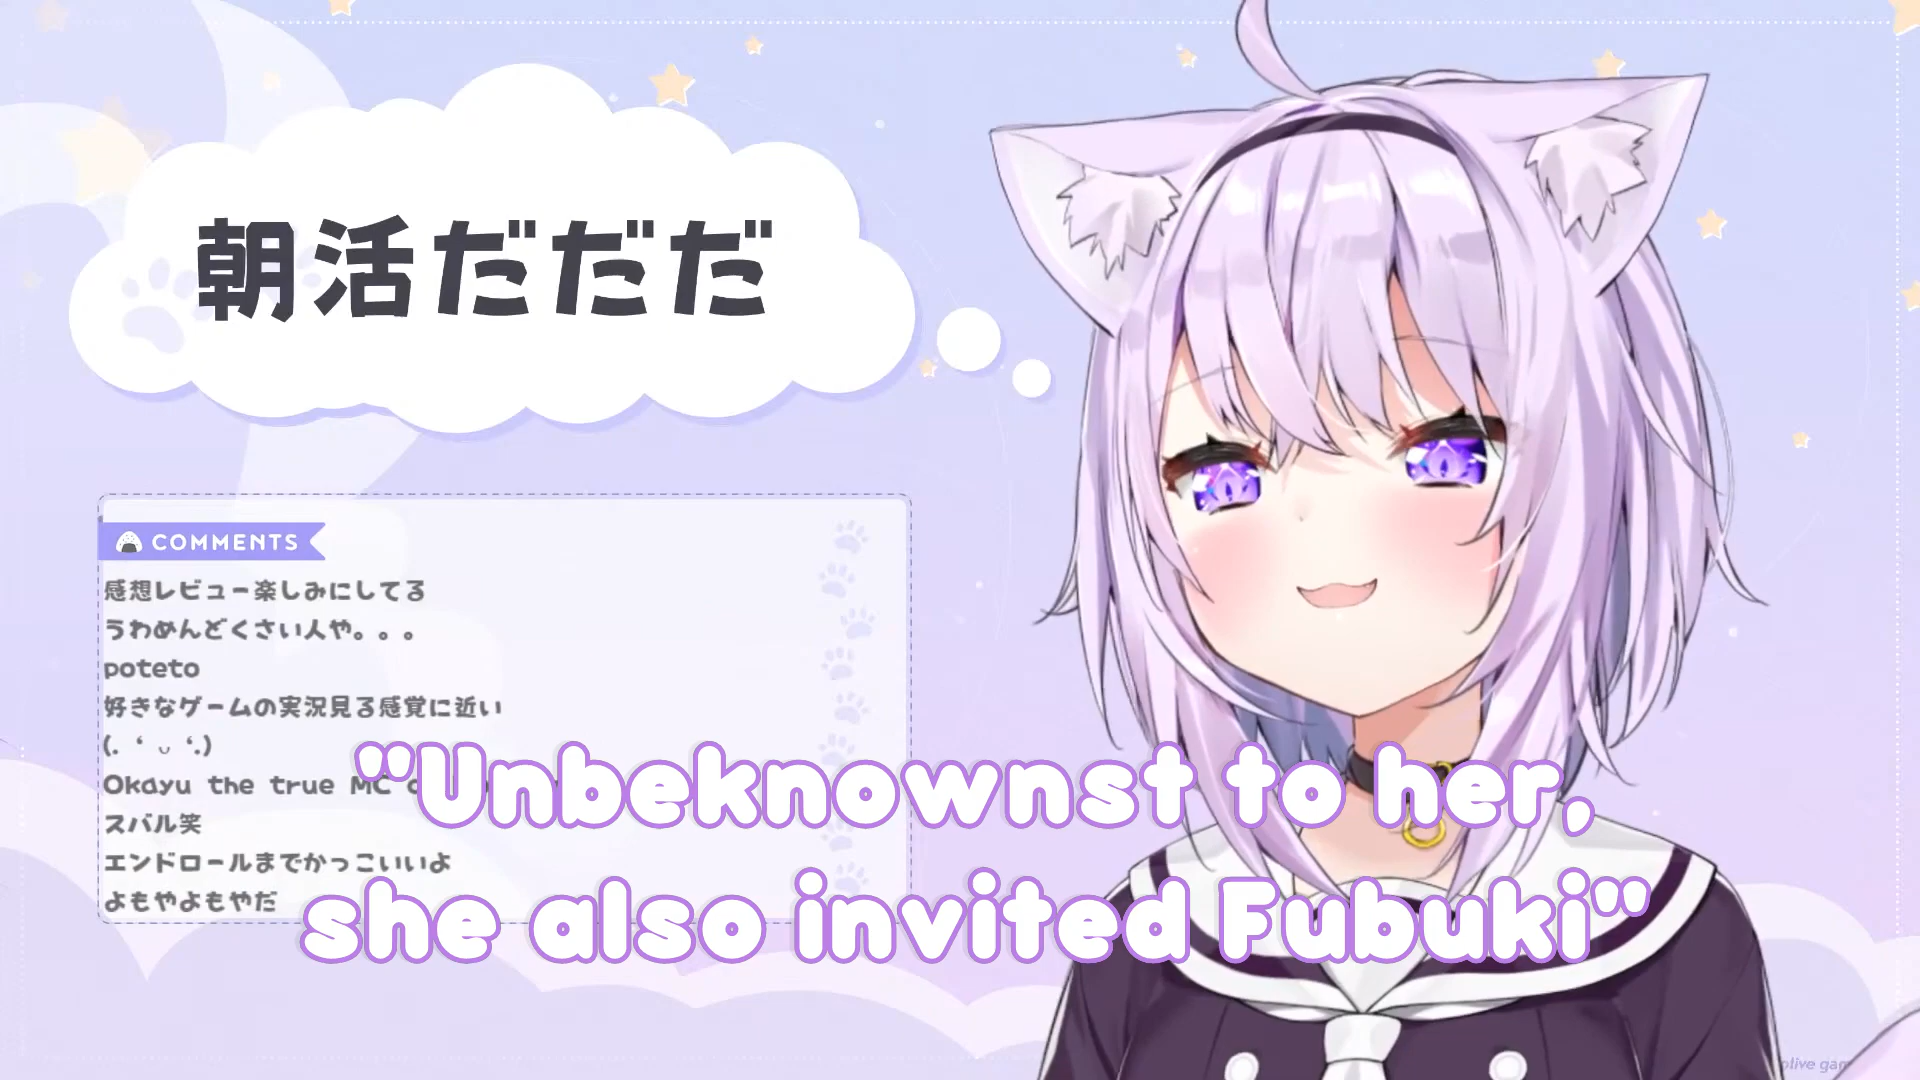 朝活だだだ
COMMENTS
感想レビュー楽しみにしてる
うわめんどくさい人や。。。
poteto
好きなゲームの実況見る感覚に近い
(. ‘ ᴗ ‘.)
Okayu the true MC
スバル笑
エンドロールまでかっこいいよ
よもやよもやだ
"Unbeknownst to her,
she also invited Fubuki"